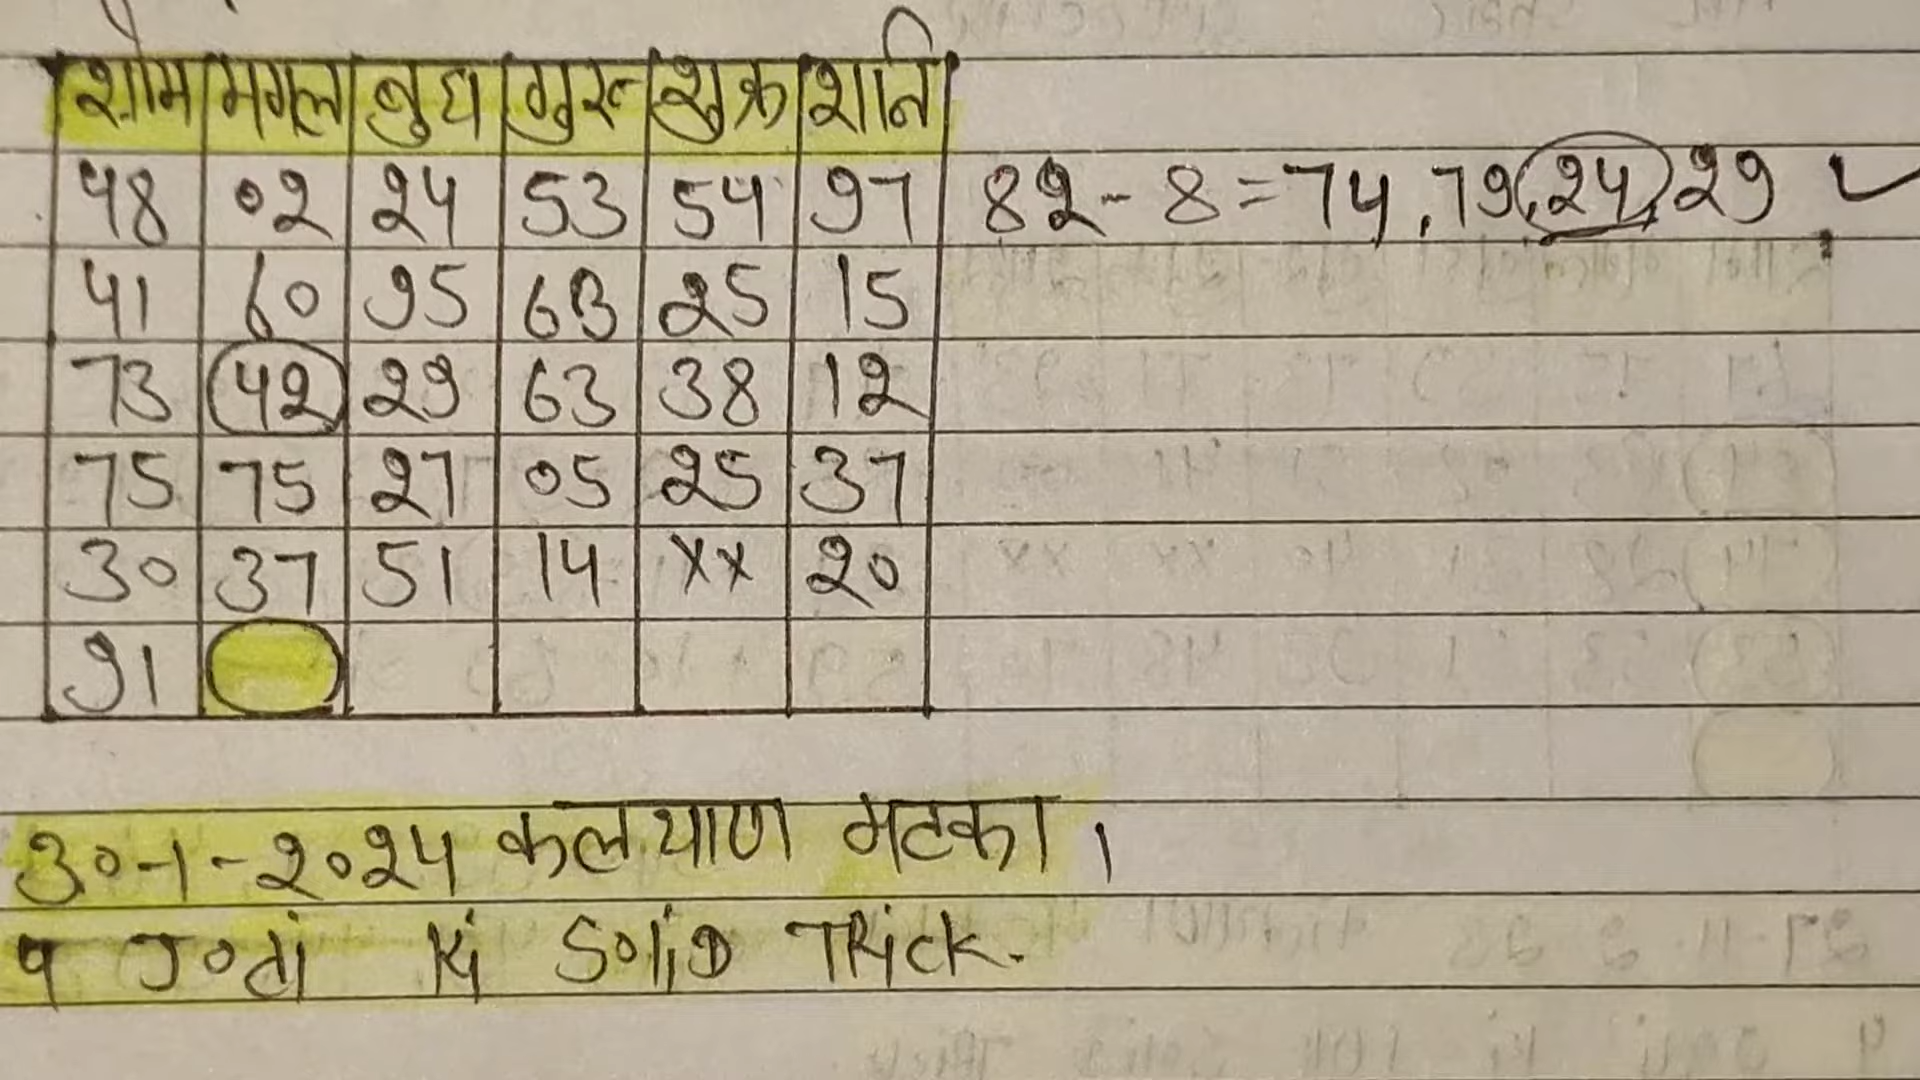 शोम मगल बुध गुरु शुक्र शनि
48 02 24 53 54 97 82-8=74,79,24,29 ✓
41 60 95 63 25 15
73 42 29 63 38 12
75 75 27 05 25 37
30 37 51 14 xx 20
91
30-1-2024 कलयाण मटका।
4 Jodi Ki Solid TRick.